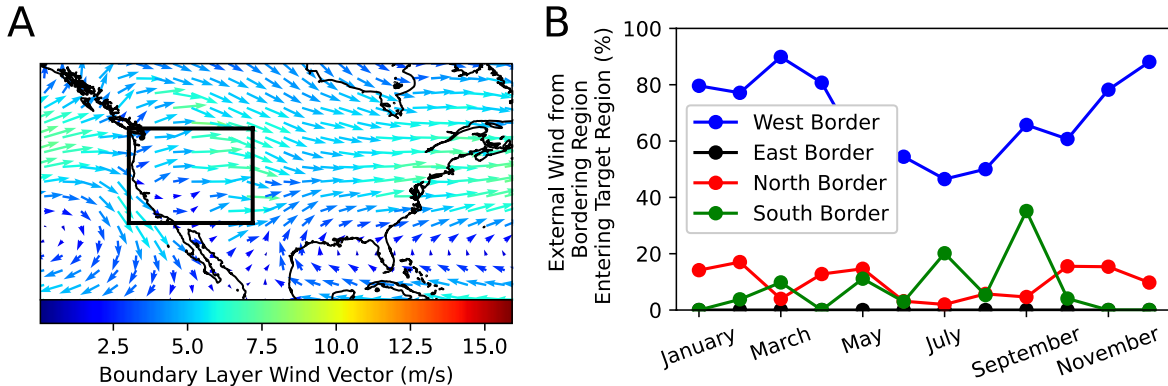 A
2.5 5.0 7.5 10.0 12.5 15.0
Boundary Layer Wind Vector (m/s)
B
External Wind from
Bordering Region
Entering Target Region (%)
100
80
60
40
20
0
West Border
East Border
North Border
South Border
January March May July September November